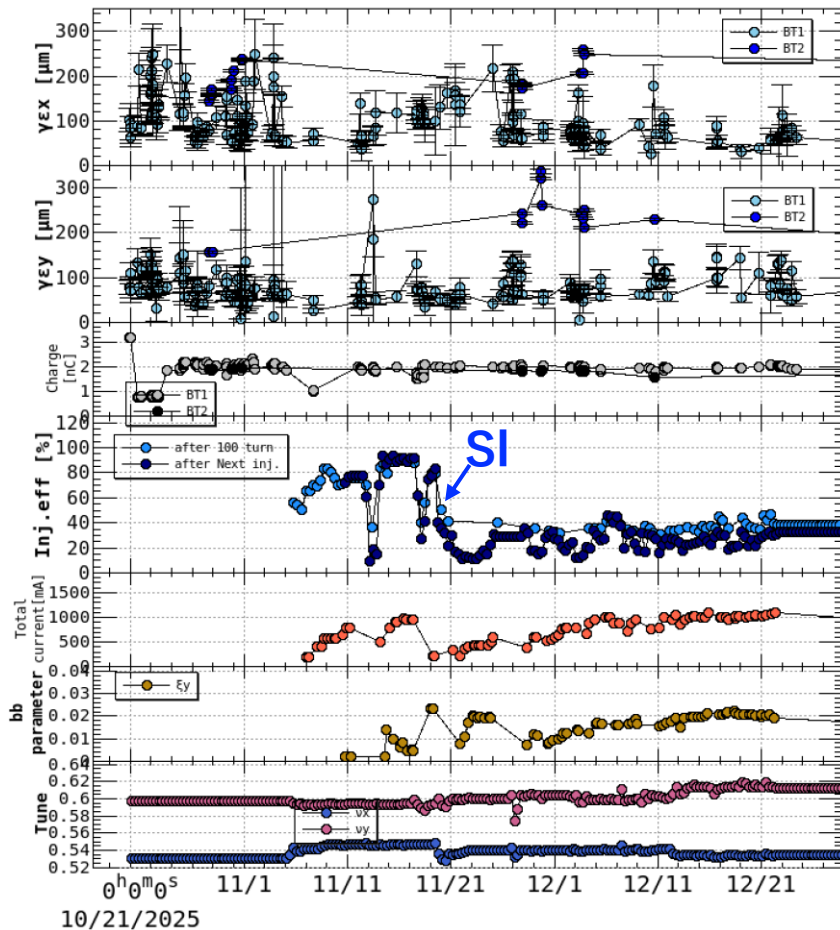 γεx [μm]
300
200
100
0
BT1
BT2
γεy [μm]
300
200
100
0
BT1
BT2
Charge
[nC]
3
2
1
0
BT1
BT2
Inj.eff [%]
120
100
80
60
40
20
0
after 100 turn
after Next inj.
SI
Total
current[mA]
1500
1000
500
0
bb
parameter
0.04
0.03
0.02
0.01
0.00
ξy
Tune
0.64
0.62
0.60
0.58
0.56
0.54
0.52
νx
νy
0h0m0s 11/1 11/11 11/21 12/1 12/11 12/21
10/21/2025